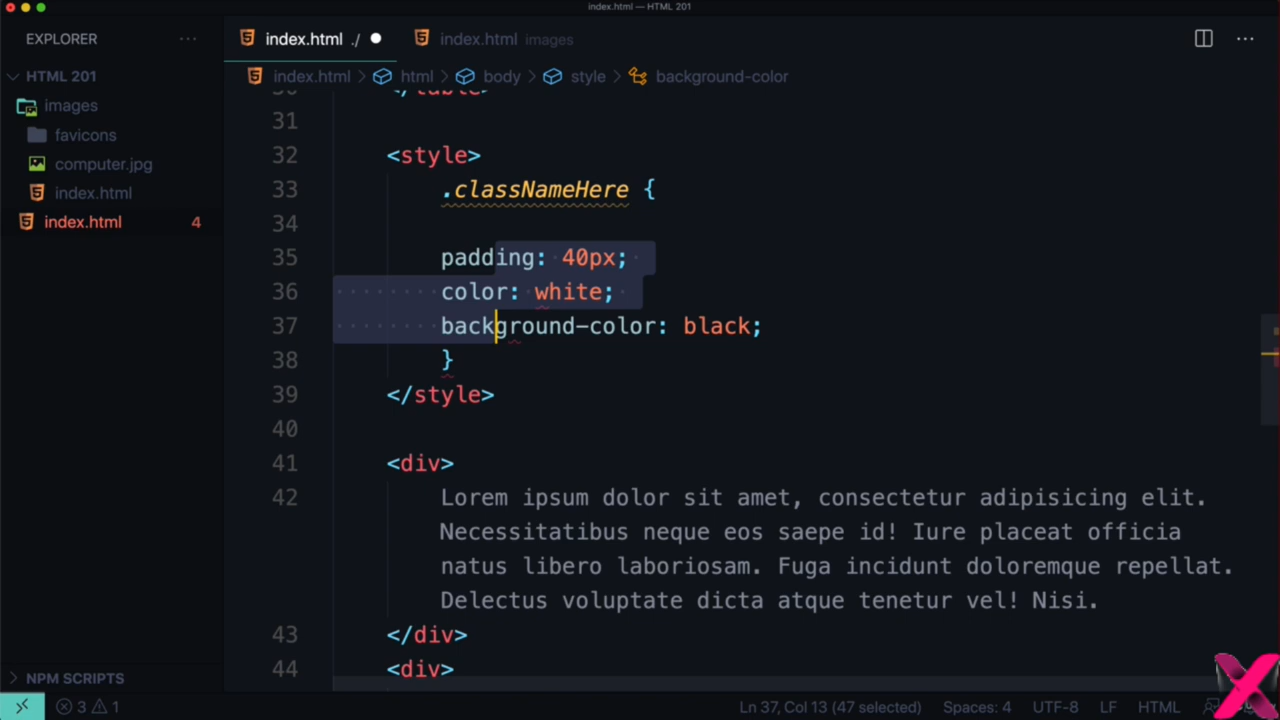 index.html — HTML 201
EXPLORER ···
index.html ./
index.html images
HTML 201
index.html > html > body > style > background-color
images
favicons
computer.jpg
index.html
index.html 4
31
32 <style>
33 .classNameHere {
34
35 padding: 40px;
36 color: white;
37 background-color: black;
38 }
39 </style>
40
41 <div>
42 Lorem ipsum dolor sit amet, consectetur adipisicing elit.
Necessitatibus neque eos saepe id! Iure placeat officia
natus libero laboriosam. Fuga incidunt doloremque repellat.
Delectus voluptate dicta atque tenetur vel! Nisi.
43 </div>
44 <div>
NPM SCRIPTS
3 1 Ln 37, Col 13 (47 selected) Spaces: 4 UTF-8 LF HTML